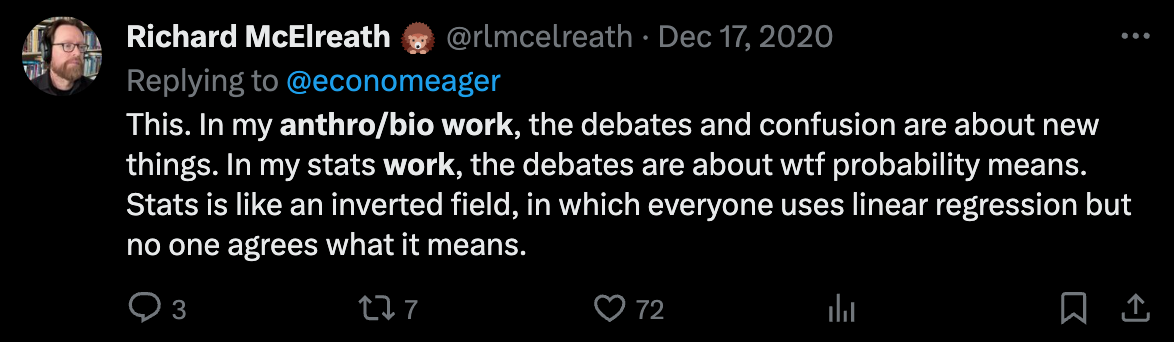 Richard McElreath 🦔 @rlmcelreath · Dec 17, 2020
Replying to @economeager
This. In my anthro/bio work, the debates and confusion are about new
things. In my stats work, the debates are about wtf probability means.
Stats is like an inverted field, in which everyone uses linear regression but
no one agrees what it means.
3 7 72